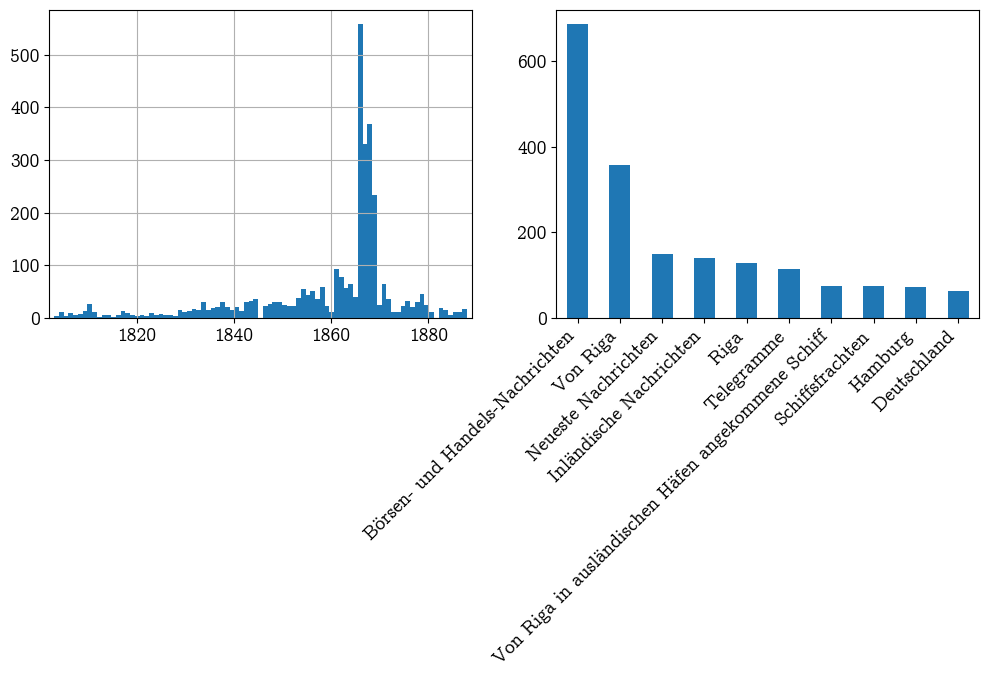 500
400
300
200
100
0
1820
1840
1860
1880
600
400
200
0
Börsen- und Handels-Nachrichten
Von Riga
Neueste Nachrichten
Inländische Nachrichten
Riga
Telegramme
Von Riga in ausländischen Häfen angekommene Schiff
Schiffsfrachten
Hamburg
Deutschland